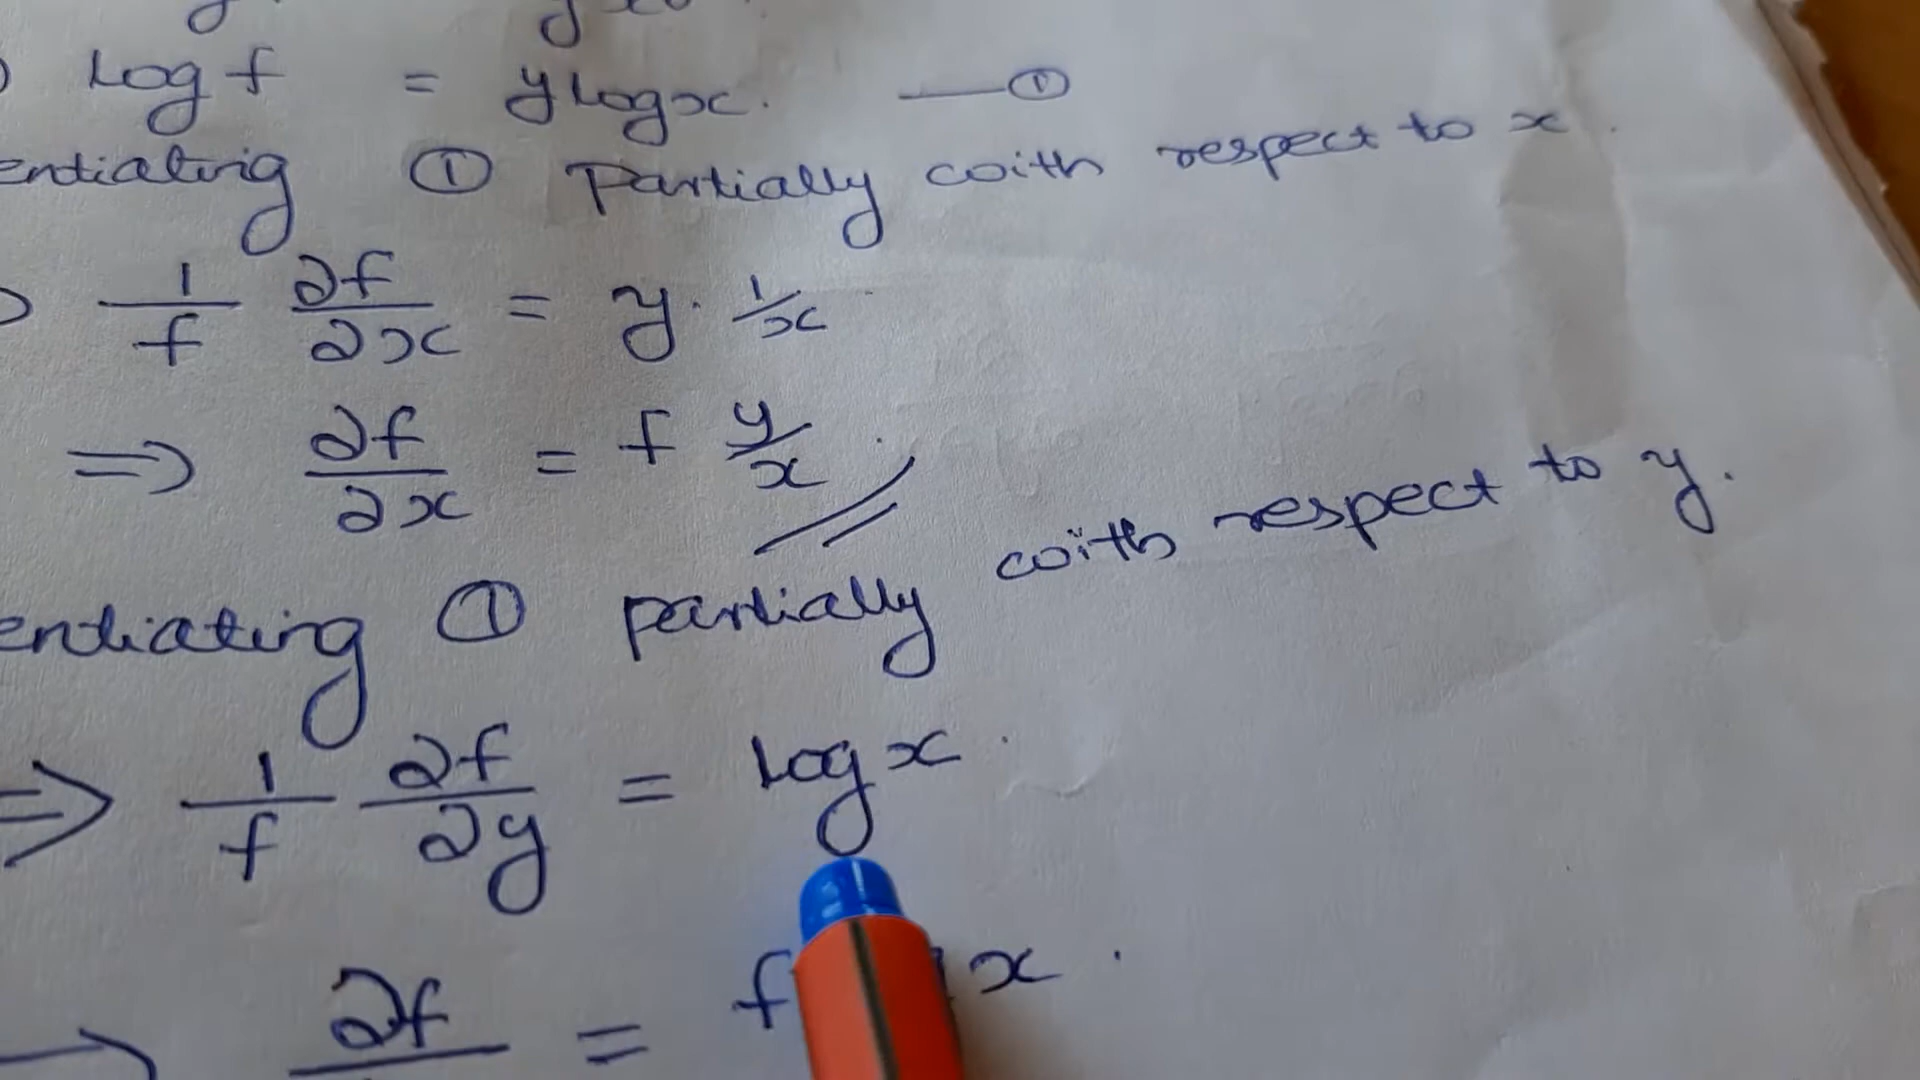 Log f = y log x. —①
entiating ① Partially with respect to x.
1/f ∂f/∂x = y. 1/x
⇒ ∂f/∂x = f y/x
entiating ① partially with respect to y.
⇒ 1/f ∂f/∂y = log x.
∂f = f x.